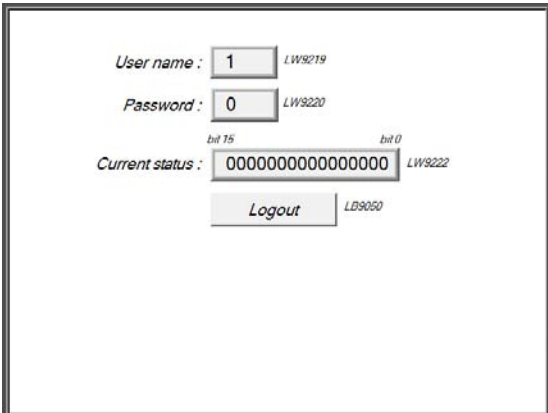 User name : 1 LW9219
Password : 0 LW9220
bit 15 bit 0
Current status : 0000000000000000 LW9222
Logout LB9050